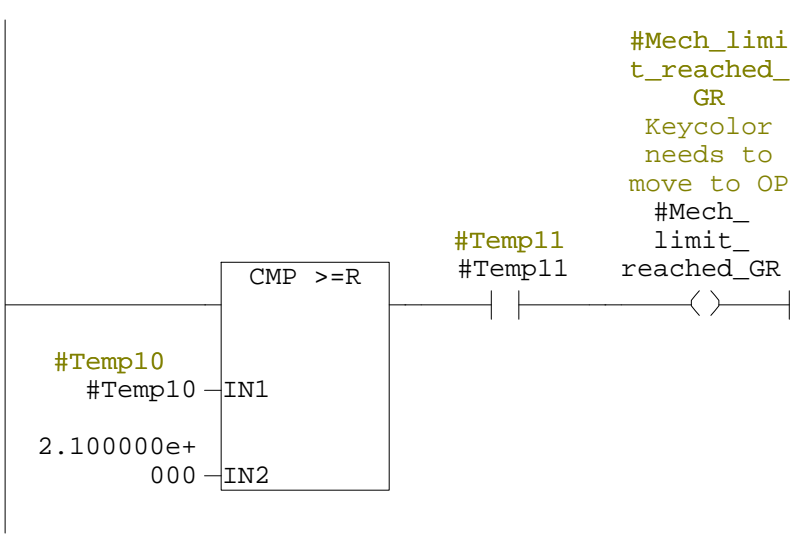 #Mech_limi
t_reached_
GR
Keycolor
needs to
move to OP
#Mech_
limit_
reached_GR
#Temp11
#Temp11
CMP >=R
#Temp10
#Temp10
IN1
2.100000e+
000
IN2